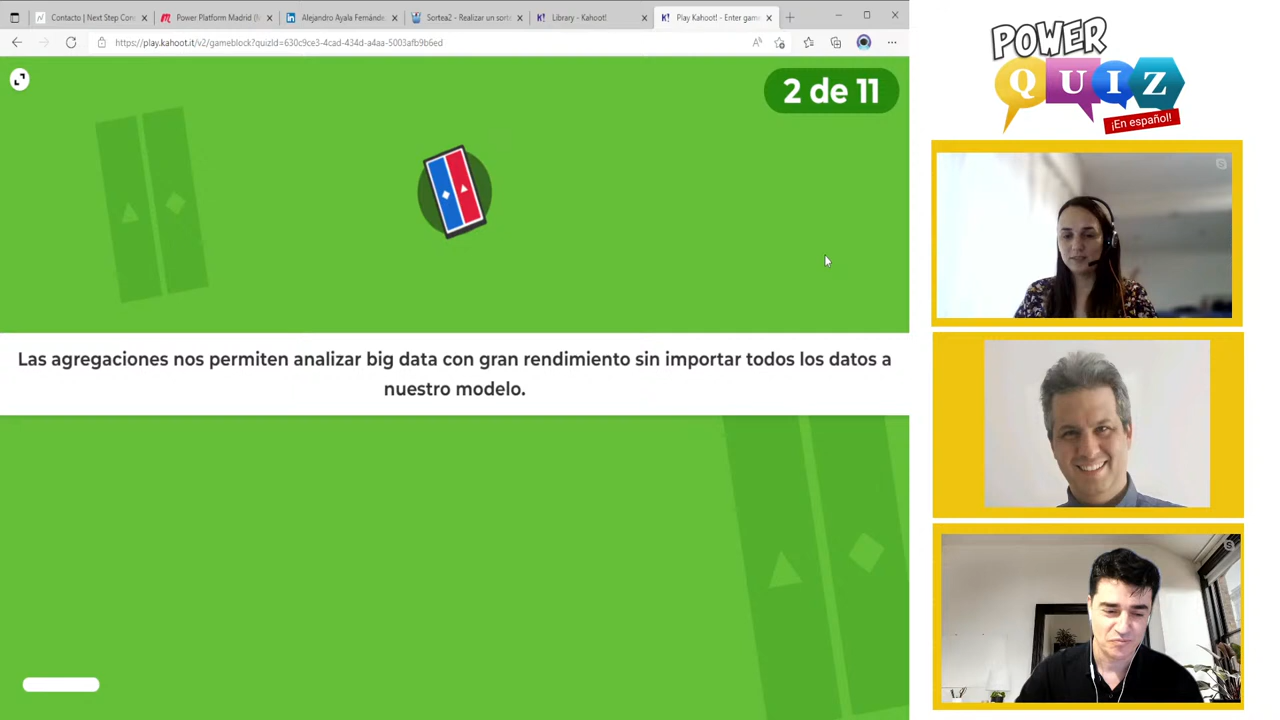 Contacto | Next Step Con
Power Platform Madrid (M
Alejandro Ayala Fernánde
Sortea2 - Realizar un sorte
Library - Kahoot!
Play Kahoot! - Enter game
https://play.kahoot.it/v2/gameblock?quizId=630c9ce3-4cad-434d-a4aa-5003afb9b6ed
2 de 11
Las agregaciones nos permiten analizar big data con gran rendimiento sin importar todos los datos a
nuestro modelo.
POWER
QUIZ
¡En español!